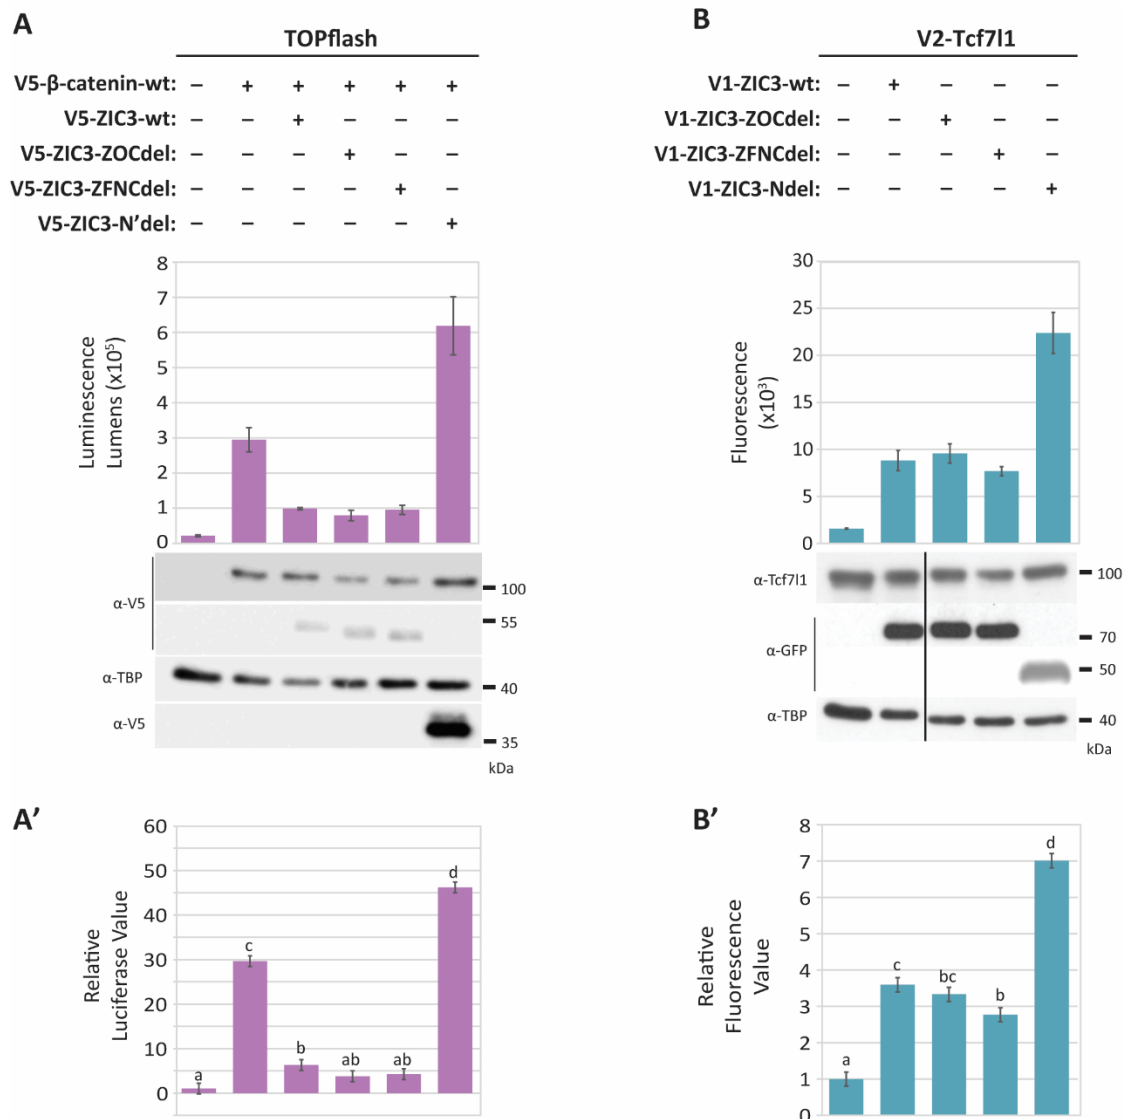 A
TOPflash
V5-β-catenin-wt: – + + + + +
V5-ZIC3-wt: – – + – – –
V5-ZIC3-ZOCdel: – – – + – –
V5-ZIC3-ZFNCdel: – – – – + –
V5-ZIC3-N'del: – – – – – +
Luminescence
Lumens (x10⁵)
8
7
6
5
4
3
2
1
0
α-V5
100
55
α-TBP
40
α-V5
35
kDa
B
V2-Tcf7l1
V1-ZIC3-wt: – + – – –
V1-ZIC3-ZOCdel: – – + – –
V1-ZIC3-ZFNCdel: – – – + –
V1-ZIC3-Ndel: – – – – +
Fluorescence
(x10³)
30
25
20
15
10
5
0
α-Tcf7l1
100
α-GFP
70
50
α-TBP
40
kDa
A'
Relative
Luciferase Value
60
50
40
30
20
10
0
a
c
b
ab
ab
d
B'
Relative
Fluorescence
Value
8
7
6
5
4
3
2
1
0
a
c
bc
b
d